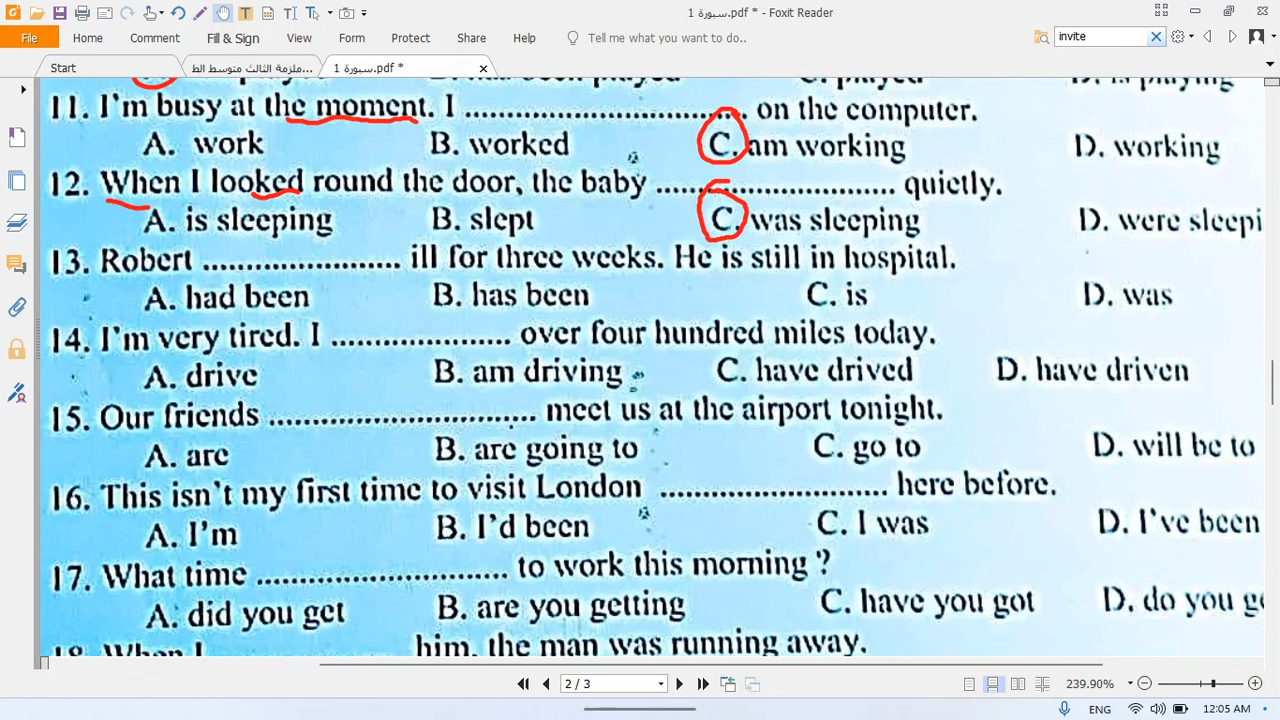 سبورة 1.pdf * - Foxit Reader
File Home Comment Fill & Sign View Form Protect Share Help Tell me what you want to do.. invite
Start ملزمة الثالث متوسط الط... سبورة 1.pdf *
played D. is playing
11. I'm busy at the moment. I ................................ on the computer.
A. work B. worked C. am working D. working
12. When I looked round the door, the baby ............................ quietly.
A. is sleeping B. slept C. was sleeping D. were sleepi
13. Robert ...................... ill for three weeks. He is still in hospital.
A. had been B. has been C. is D. was
14. I'm very tired. I .................... over four hundred miles today.
A. drive B. am driving C. have drived D. have driven
15. Our friends .............................. meet us at the airport tonight.
A. are B. are going to C. go to D. will be to
16. This isn't my first time to visit London ......................... here before.
A. I'm B. I'd been C. I was D. I've been
17. What time ............................ to work this morning ?
A. did you get B. are you getting C. have you got D. do you g
18. When I ............ him, the man was running away.
2 / 3 239.90%
ENG 12:05 AM